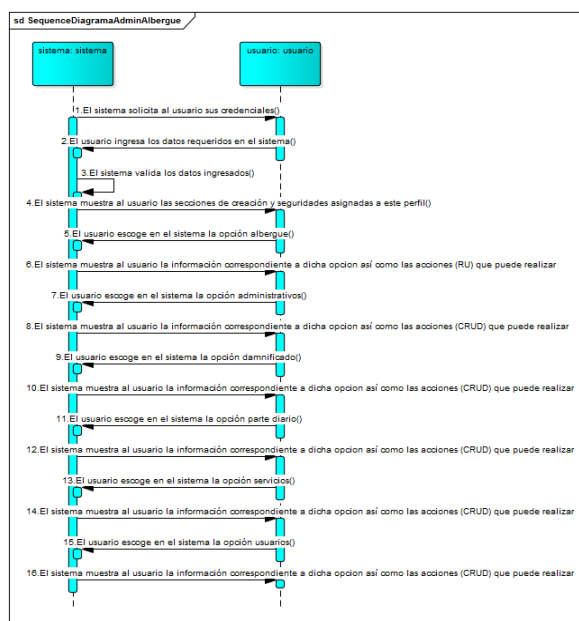 sd SequenceDiagramaAdminAlbergue
sistema: sistema
usuario: usuario
1.El sistema solicita al usuario sus credenciales()
2.El usuario ingresa los datos requeridos en el sistema()
3.El sistema valida los datos ingresados()
4.El sistema muestra al usuario las secciones de creación y seguridades asignadas a este perfil()
5.El usuario escoge en el sistema la opción albergue()
6.El sistema muestra al usuario la información correspondiente a dicha opcion así como las acciones (RU) que puede realizar
7.El usuario escoge en el sistema la opción administrativos()
8.El sistema muestra al usuario la información correspondiente a dicha opcion así como las acciones (CRUD) que puede realizar
9.El usuario escoge en el sistema la opción damnificado()
10.El sistema muestra al usuario la información correspondiente a dicha opcion así como las acciones (CRUD) que puede realizar
11.El usuario escoge en el sistema la opción parte diario()
12.El sistema muestra al usuario la información correspondiente a dicha opcion así como las acciones (CRUD) que puede realizar
13.El usuario escoge en el sistema la opción servicios()
14.El sistema muestra al usuario la información correspondiente a dicha opcion así como las acciones (CRUD) que puede realizar
15.El usuario escoge en el sistema la opción usuarios()
16.El sistema muestra al usuario la información correspondiente a dicha opcion así como las acciones (CRUD) que puede realizar